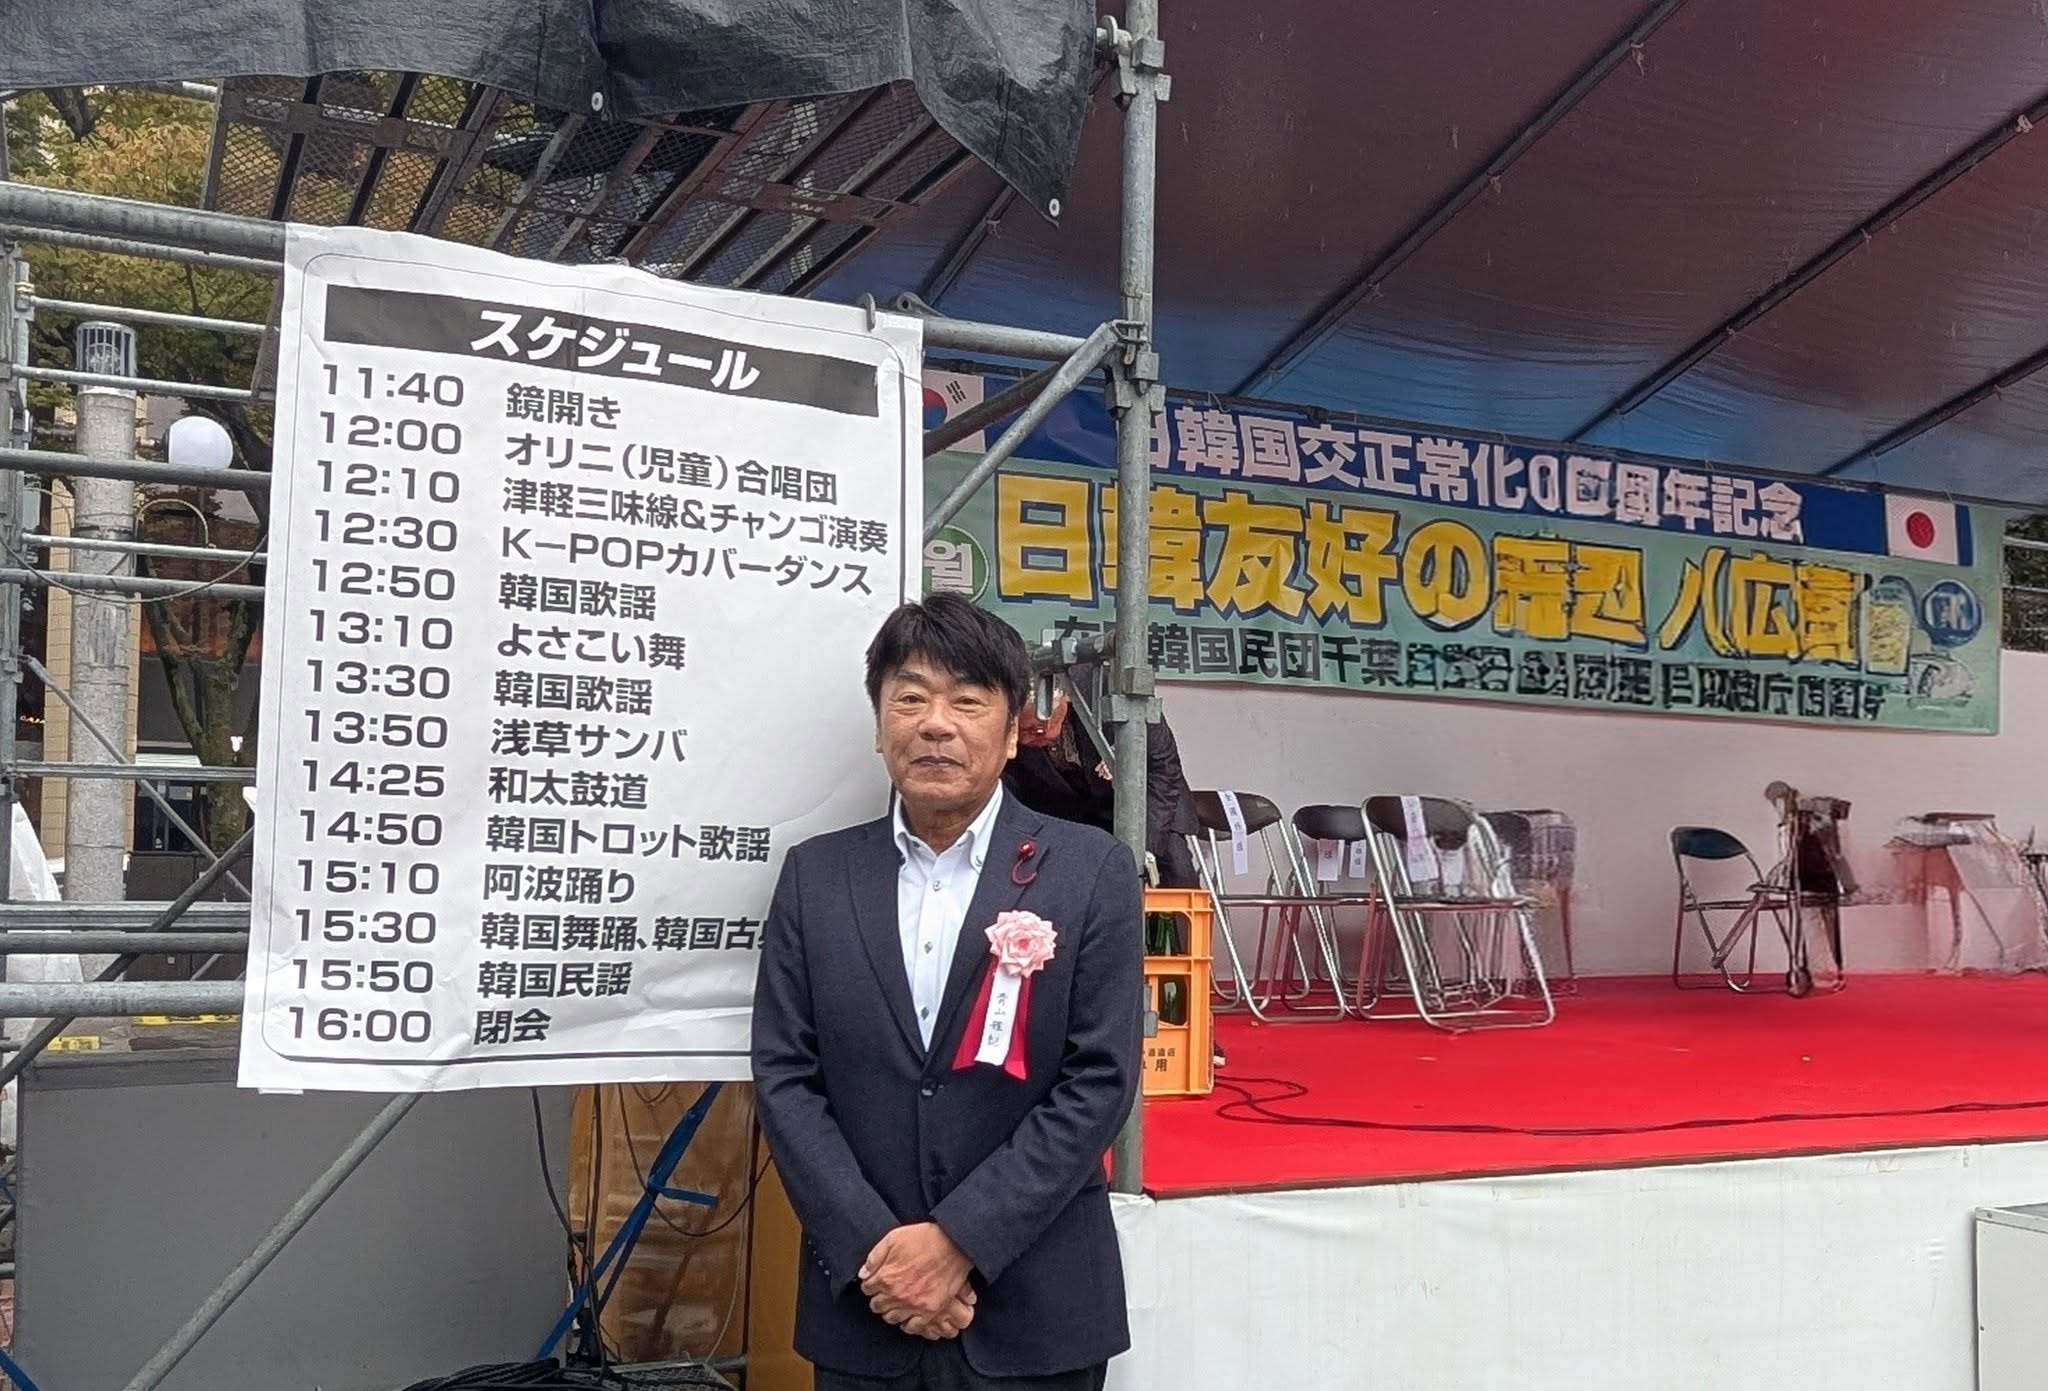 スケジュール
11:40 鏡開き
12:00 オリニ(児童)合唱団
12:10 津軽三味線&チャンゴ演奏
12:30 K-POPカバーダンス
12:50 韓国歌謡
13:10 よさこい舞
13:30 韓国歌謡
13:50 浅草サンバ
14:25 和太鼓道
14:50 韓国トロット歌謡
15:10 阿波踊り
15:30 韓国舞踊、韓国古
15:50 韓国民謡
16:00 閉会
日韓国交正常化 周年記念
日韓友好の 広
韓国民団千葉
青山雅紀
用